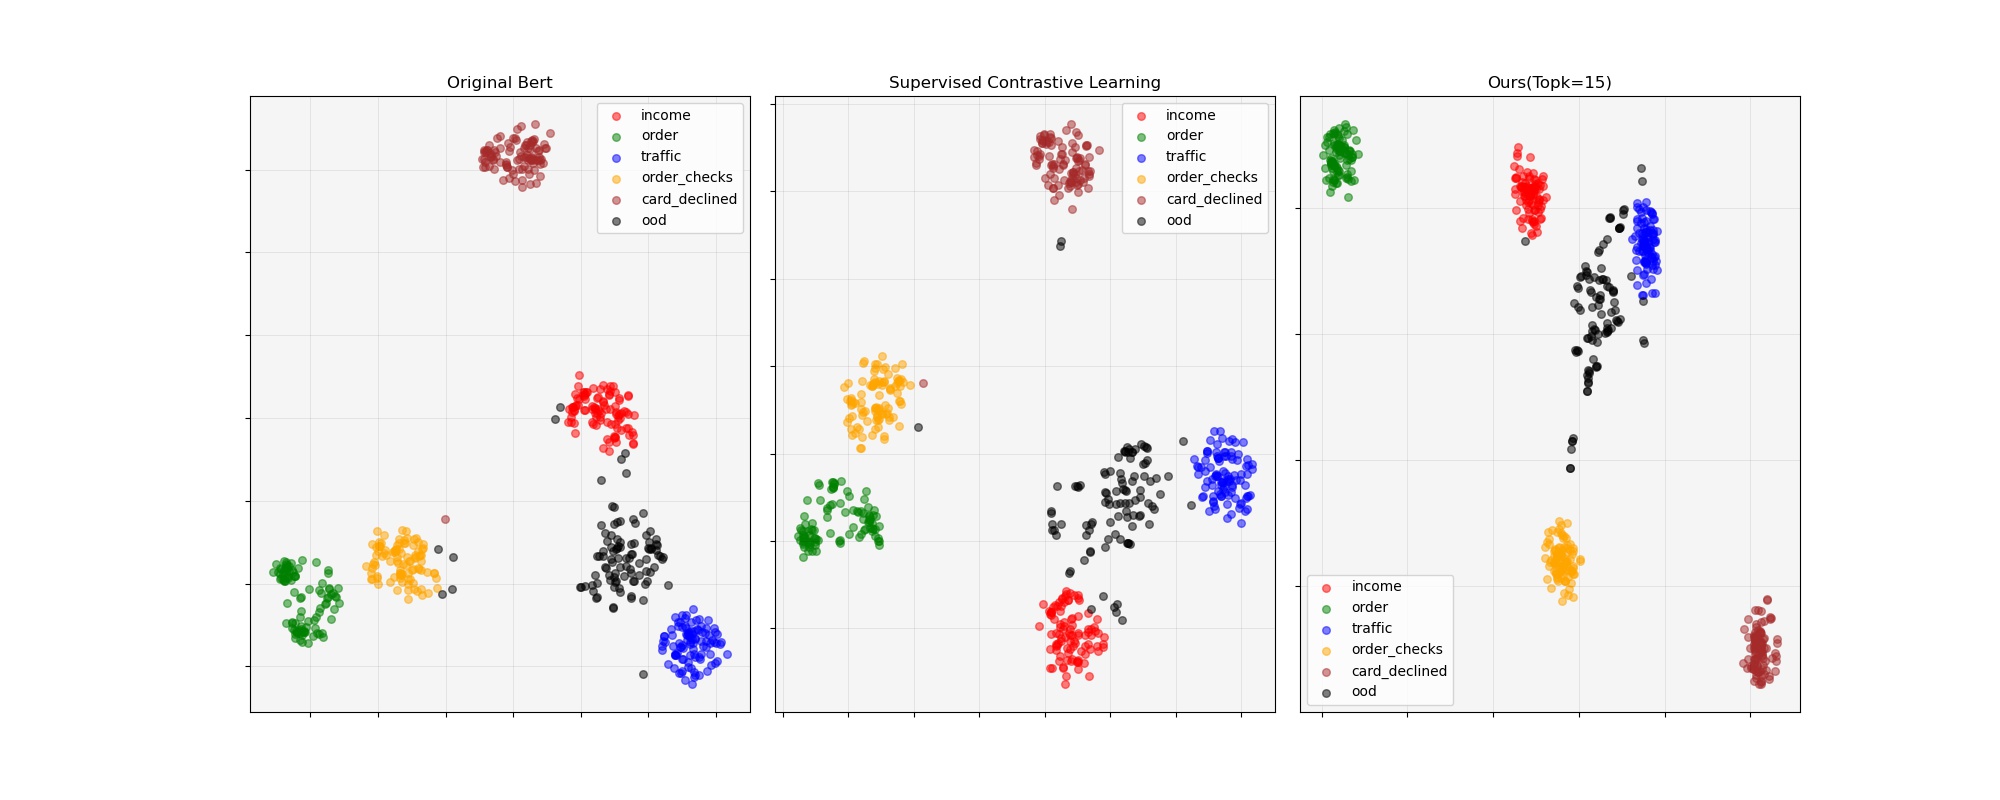 Original Bert
income
order
traffic
order_checks
card_declined
ood
Supervised Contrastive Learning
income
order
traffic
order_checks
card_declined
ood
Ours(Topk=15)
income
order
traffic
order_checks
card_declined
ood